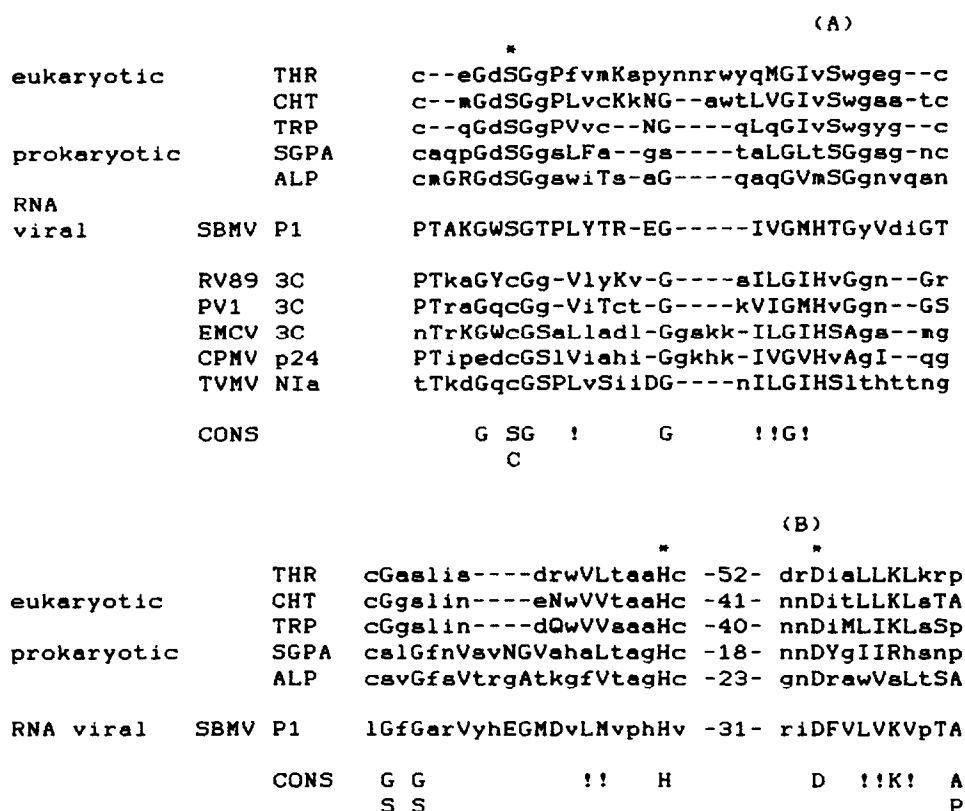 (A)
*
eukaryotic THR c--eGdSGgPfvmKspynnrwyqMGIvSwgeg--c
CHT c--mGdSGgPLvcKkNG--awtLVGIvSwgss-tc
TRP c--qGdSGgPVvc--NG----qLqGIvSwgyg--c
prokaryotic SGPA caqpGdSGgsLFa--gs----taLGLtSGgsg-nc
ALP cmGRGdSGgswiTs-aG----qaqGVmSGgnvqsn
RNA
viral SBMV P1 PTAKGWSGTPLYTR-EG-----IVGMHTGyVdiGT
RV89 3C PTkaGYcGg-VlyKv-G----sILGIHvGgn--Gr
PV1 3C PTraGqcGg-ViTct-G----kVIGMHvGgn--GS
EMCV 3C nTrKGWcGSaLladl-Ggskk-ILGIHSAgs--mg
CPMV p24 PTipedcGSlViahi-Ggkhk-IVGVHvAgI--qg
TVMV NIa tTkdGqcGSPLvSiiDG----nILGIHSlthttng
CONS G SG ! G !!G!
C
(B)
* *
THR cGaslis----drwVLtaaHc -52- drDiaLLKLkrp
eukaryotic CHT cGgslin----eNwVVtaaHc -41- nnDitLLKLsTA
TRP cGgslin----dQwVVsaaHc -40- nnDiMLIKLsSp
prokaryotic SGPA cslGfnVsvNGVahaLtagHc -18- nnDYgIIRhsnp
ALP csvGfsVtrgAtkgfVtagHc -23- gnDrawVsLtSA
RNA viral SBMV P1 lGfGarVyhEGMDvLMvphHv -31- riDFVLVKVpTA
CONS G G !! H D !!K! A
S S P